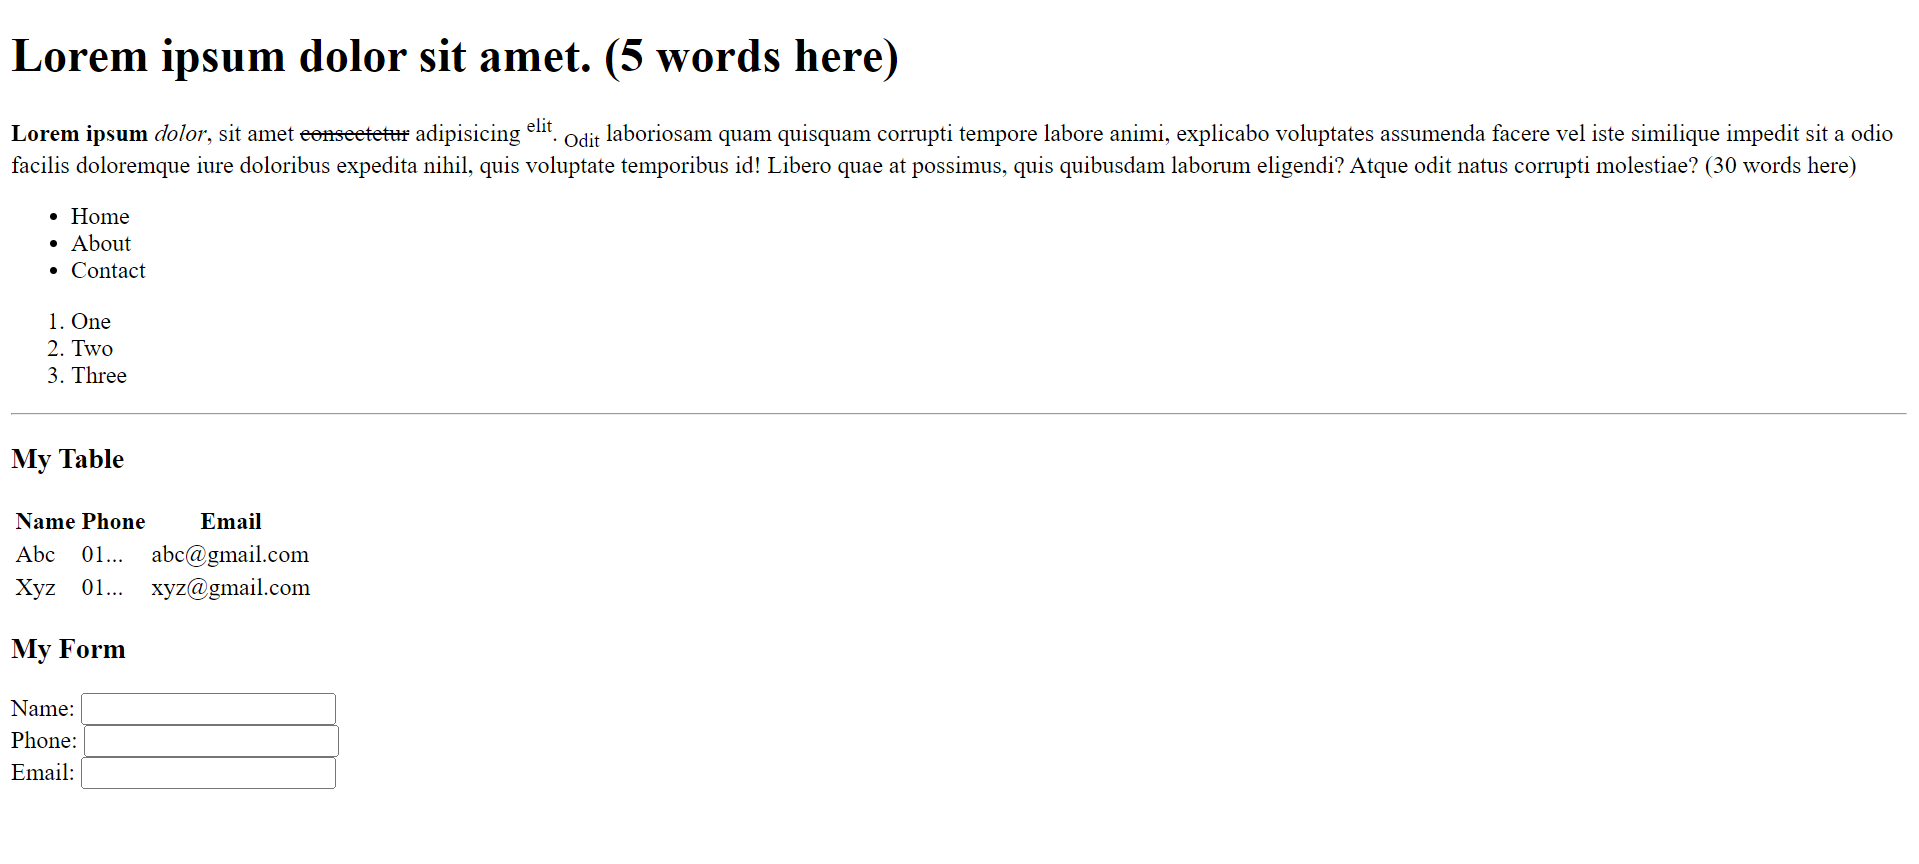 Lorem ipsum dolor sit amet. (5 words here)
Lorem ipsum dolor, sit amet consectetur adipisicing elit. Odit laboriosam quam quisquam corrupti tempore labore animi, explicabo voluptates assumenda facere vel iste similique impedit sit a odio
facilis doloremque iure doloribus expedita nihil, quis voluptate temporibus id! Libero quae at possimus, quis quibusdam laborum eligendi? Atque odit natus corrupti molestiae? (30 words here)
• Home
• About
• Contact
1. One
2. Two
3. Three
My Table
Name Phone Email
Abc 01... abc@gmail.com
Xyz 01... xyz@gmail.com
My Form
Name:
Phone:
Email: